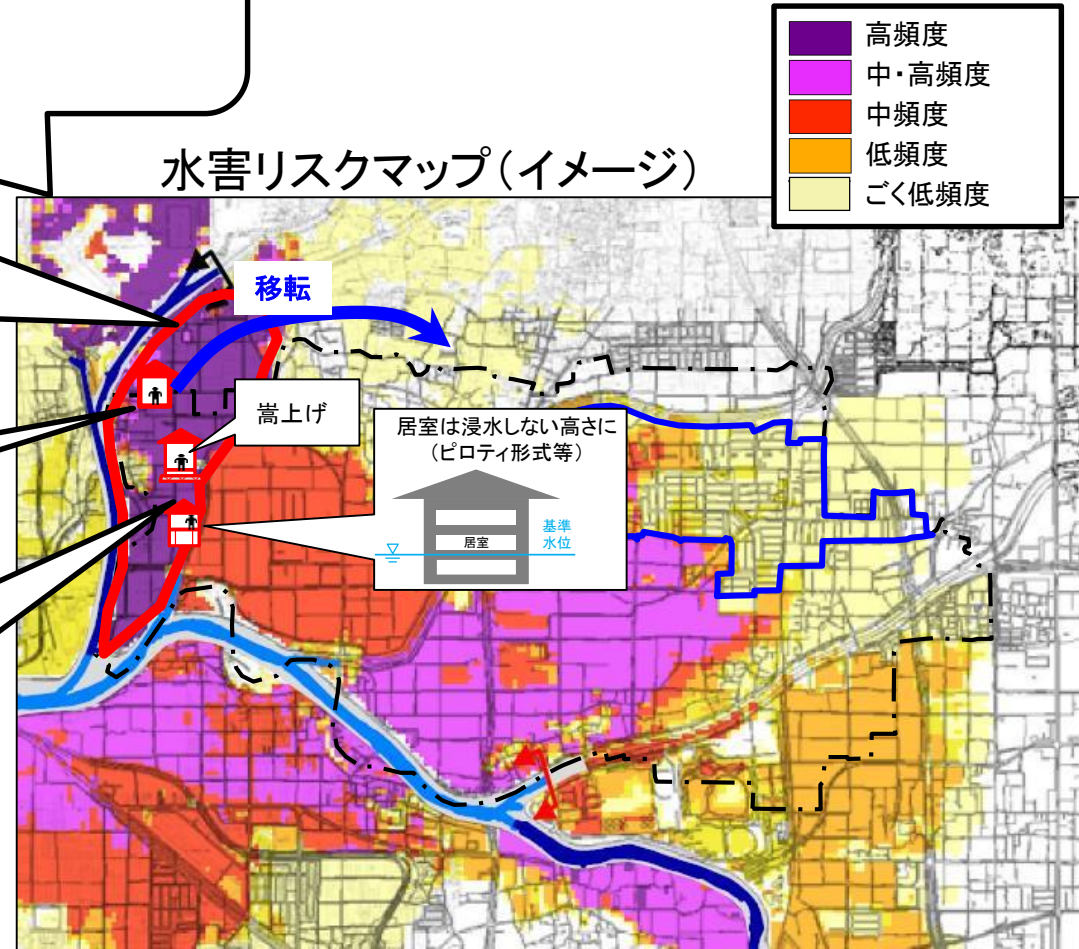 高頻度
中・高頻度
中頻度
低頻度
ごく低頻度
水害リスクマップ(イメージ)
移転
嵩上げ
居室は浸水しない高さに
(ピロティ形式等)
居室
基準
水位